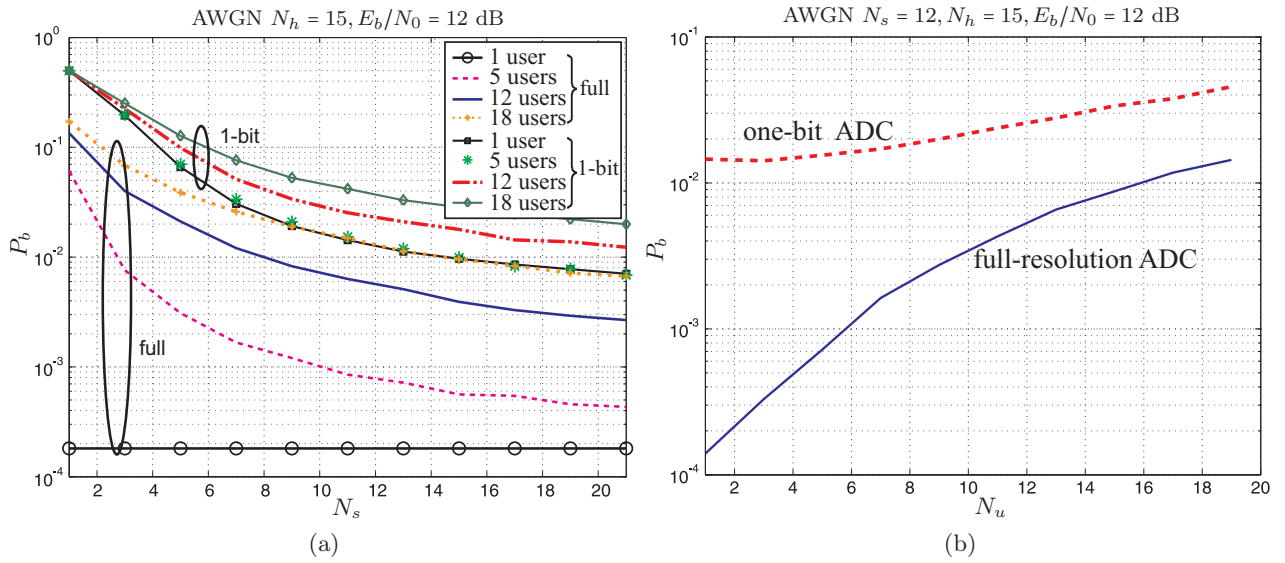 AWGN N_h = 15, E_b/N_0 = 12 dB
10^0
10^-1
10^-2
10^-3
10^-4
P_b
2 4 6 8 10 12 14 16 18 20
N_s
1 user
5 users
12 users
18 users
full
1 user
5 users
12 users
18 users
1-bit
1-bit
full
(a)
AWGN N_s = 12, N_h = 15, E_b/N_0 = 12 dB
10^-1
10^-2
10^-3
10^-4
P_b
one-bit ADC
full-resolution ADC
2 4 6 8 10 12 14 16 18 20
N_u
(b)